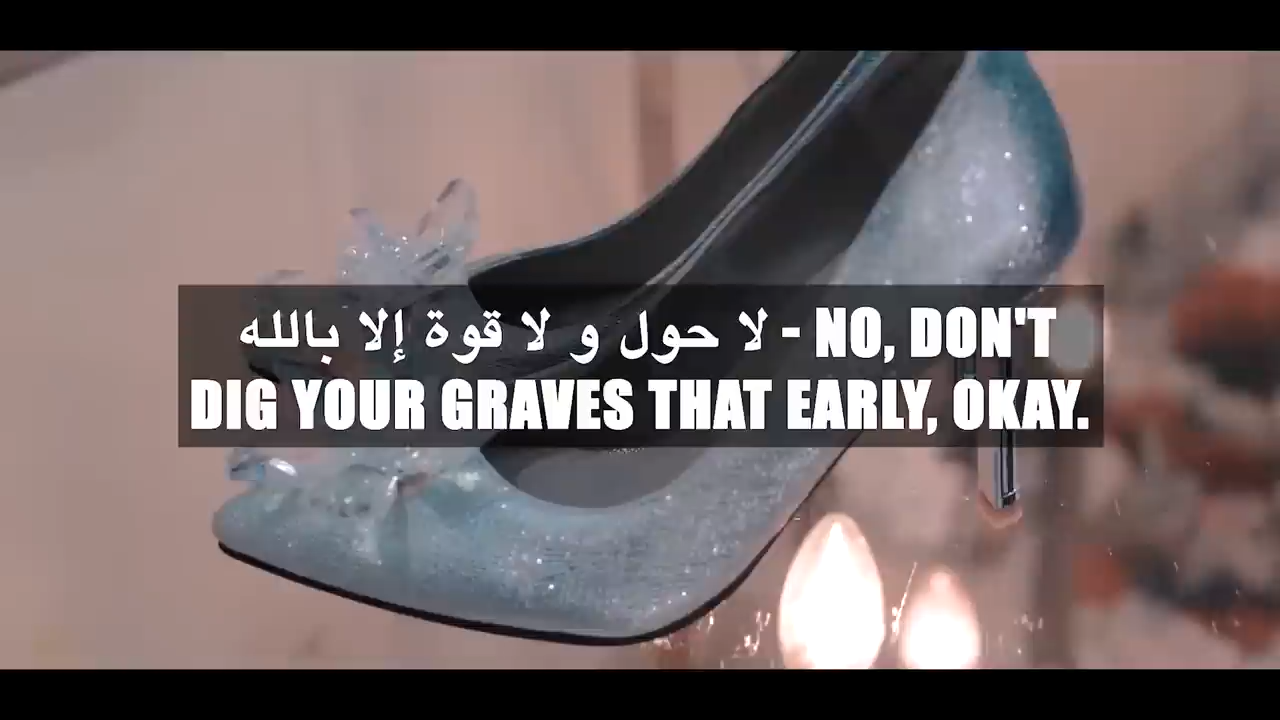 لا حول و لا قوة إلا بالله - NO, DON'T
DIG YOUR GRAVES THAT EARLY, OKAY.